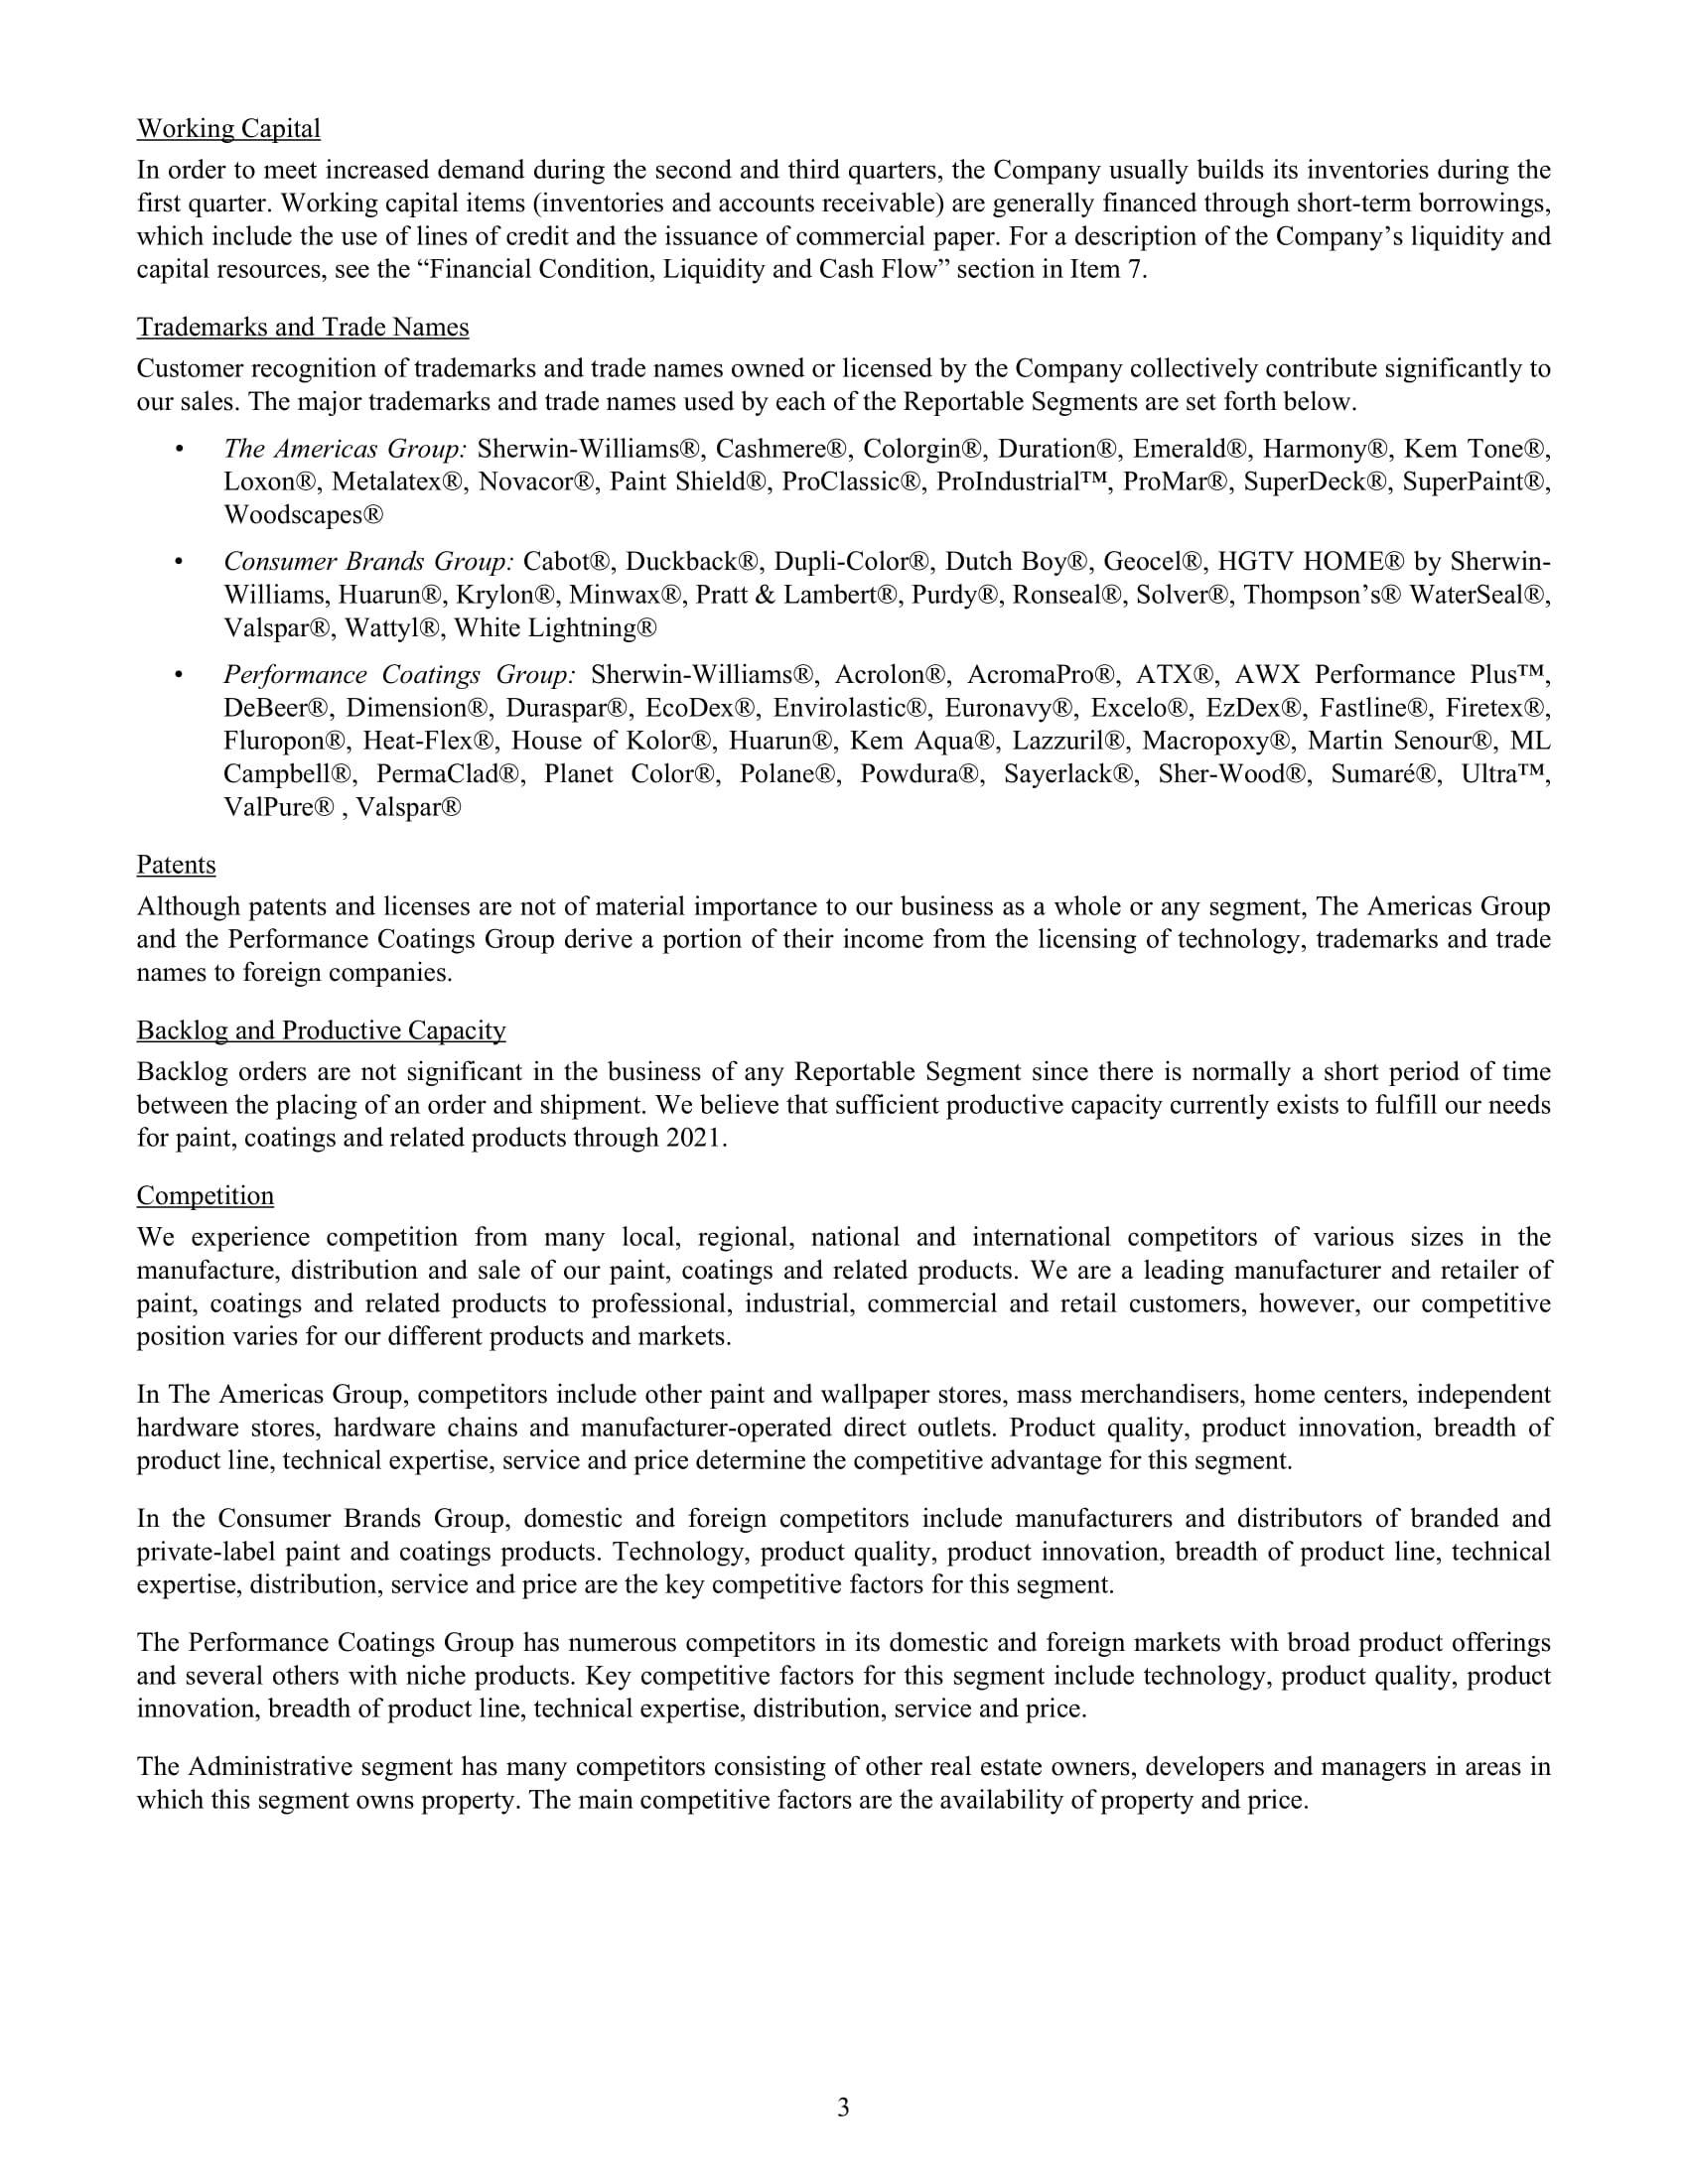 Working Capital
In order to meet increased demand during the second and third quarters, the Company usually builds its inventories during the
first quarter. Working capital items (inventories and accounts receivable) are generally financed through short-term borrowings,
which include the use of lines of credit and the issuance of commercial paper. For a description of the Company’s liquidity and
capital resources, see the “Financial Condition, Liquidity and Cash Flow” section in Item 7.
Trademarks and Trade Names
Customer recognition of trademarks and trade names owned or licensed by the Company collectively contribute significantly to
our sales. The major trademarks and trade names used by each of the Reportable Segments are set forth below.
• The Americas Group: Sherwin-Williams®, Cashmere®, Colorgin®, Duration®, Emerald®, Harmony®, Kem Tone®,
Loxon®, Metalatex®, Novacor®, Paint Shield®, ProClassic®, ProIndustrial™, ProMar®, SuperDeck®, SuperPaint®,
Woodscapes®
• Consumer Brands Group: Cabot®, Duckback®, Dupli-Color®, Dutch Boy®, Geocel®, HGTV HOME® by Sherwin-
Williams, Huarun®, Krylon®, Minwax®, Pratt & Lambert®, Purdy®, Ronseal®, Solver®, Thompson’s® WaterSeal®,
Valspar®, Wattyl®, White Lightning®
• Performance Coatings Group: Sherwin-Williams®, Acrolon®, AcromaPro®, ATX®, AWX Performance Plus™,
DeBeer®, Dimension®, Duraspar®, EcoDex®, Envirolastic®, Euronavy®, Excelo®, EzDex®, Fastline®, Firetex®,
Fluropon®, Heat-Flex®, House of Kolor®, Huarun®, Kem Aqua®, Lazzuril®, Macropoxy®, Martin Senour®, ML
Campbell®, PermaClad®, Planet Color®, Polane®, Powdura®, Sayerlack®, Sher-Wood®, Sumaré®, Ultra™,
ValPure® , Valspar®
Patents
Although patents and licenses are not of material importance to our business as a whole or any segment, The Americas Group
and the Performance Coatings Group derive a portion of their income from the licensing of technology, trademarks and trade
names to foreign companies.
Backlog and Productive Capacity
Backlog orders are not significant in the business of any Reportable Segment since there is normally a short period of time
between the placing of an order and shipment. We believe that sufficient productive capacity currently exists to fulfill our needs
for paint, coatings and related products through 2021.
Competition
We experience competition from many local, regional, national and international competitors of various sizes in the
manufacture, distribution and sale of our paint, coatings and related products. We are a leading manufacturer and retailer of
paint, coatings and related products to professional, industrial, commercial and retail customers, however, our competitive
position varies for our different products and markets.
In The Americas Group, competitors include other paint and wallpaper stores, mass merchandisers, home centers, independent
hardware stores, hardware chains and manufacturer-operated direct outlets. Product quality, product innovation, breadth of
product line, technical expertise, service and price determine the competitive advantage for this segment.
In the Consumer Brands Group, domestic and foreign competitors include manufacturers and distributors of branded and
private-label paint and coatings products. Technology, product quality, product innovation, breadth of product line, technical
expertise, distribution, service and price are the key competitive factors for this segment.
The Performance Coatings Group has numerous competitors in its domestic and foreign markets with broad product offerings
and several others with niche products. Key competitive factors for this segment include technology, product quality, product
innovation, breadth of product line, technical expertise, distribution, service and price.
The Administrative segment has many competitors consisting of other real estate owners, developers and managers in areas in
which this segment owns property. The main competitive factors are the availability of property and price.
3